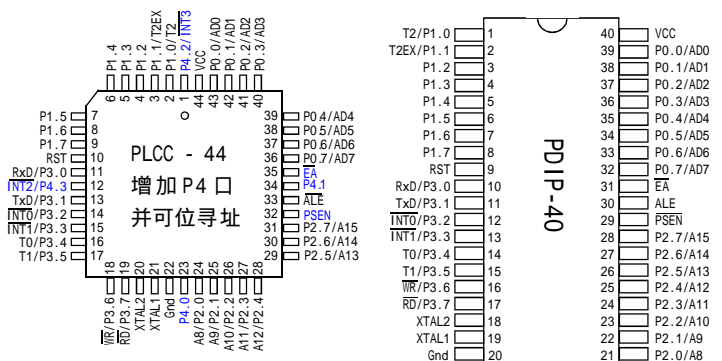 P1.4
P1.3
P1.2
P1.1/T2EX
P1.0/T2
P4.2/INT3
VCC
P0.0/AD0
P0.1/AD1
P0.2/AD2
P0.3/AD3
6 5 4 3 2 1 44 43 42 41 40
P1.5 7
P1.6 8
P1.7 9
RST 10
RxD/P3.0 11
INT2/P4.3 12
TxD/P3.1 13
INT0/P3.2 14
INT1/P3.3 15
T0/P3.4 16
T1/P3.5 17
PLCC - 44
增加 P4 口
并可位寻址
39 P0.4/AD4
38 P0.5/AD5
37 P0.6/AD6
36 P0.7/AD7
35 EA
34 P4.1
33 ALE
32 PSEN
31 P2.7/A15
30 P2.6/A14
29 P2.5/A13
18 19 20 21 22 23 24 25 26 27 28
WR/P3.6
RD/P3.7
XTAL2
XTAL1
Gnd
P4.0
A8/P2.0
A9/P2.1
A10/P2.2
A11/P2.3
A12/P2.4
PDIP-40
T2/P1.0 1
T2EX/P1.1 2
P1.2 3
P1.3 4
P1.4 5
P1.5 6
P1.6 7
P1.7 8
RST 9
RxD/P3.0 10
TxD/P3.1 11
INT0/P3.2 12
INT1/P3.3 13
T0/P3.4 14
T1/P3.5 15
WR/P3.6 16
RD/P3.7 17
XTAL2 18
XTAL1 19
Gnd 20
40 VCC
39 P0.0/AD0
38 P0.1/AD1
37 P0.2/AD2
36 P0.3/AD3
35 P0.4/AD4
34 P0.5/AD5
33 P0.6/AD6
32 P0.7/AD7
31 EA
30 ALE
29 PSEN
28 P2.7/A15
27 P2.6/A14
26 P2.5/A13
25 P2.4/A12
24 P2.3/A11
23 P2.2/A10
22 P2.1/A9
21 P2.0/A8